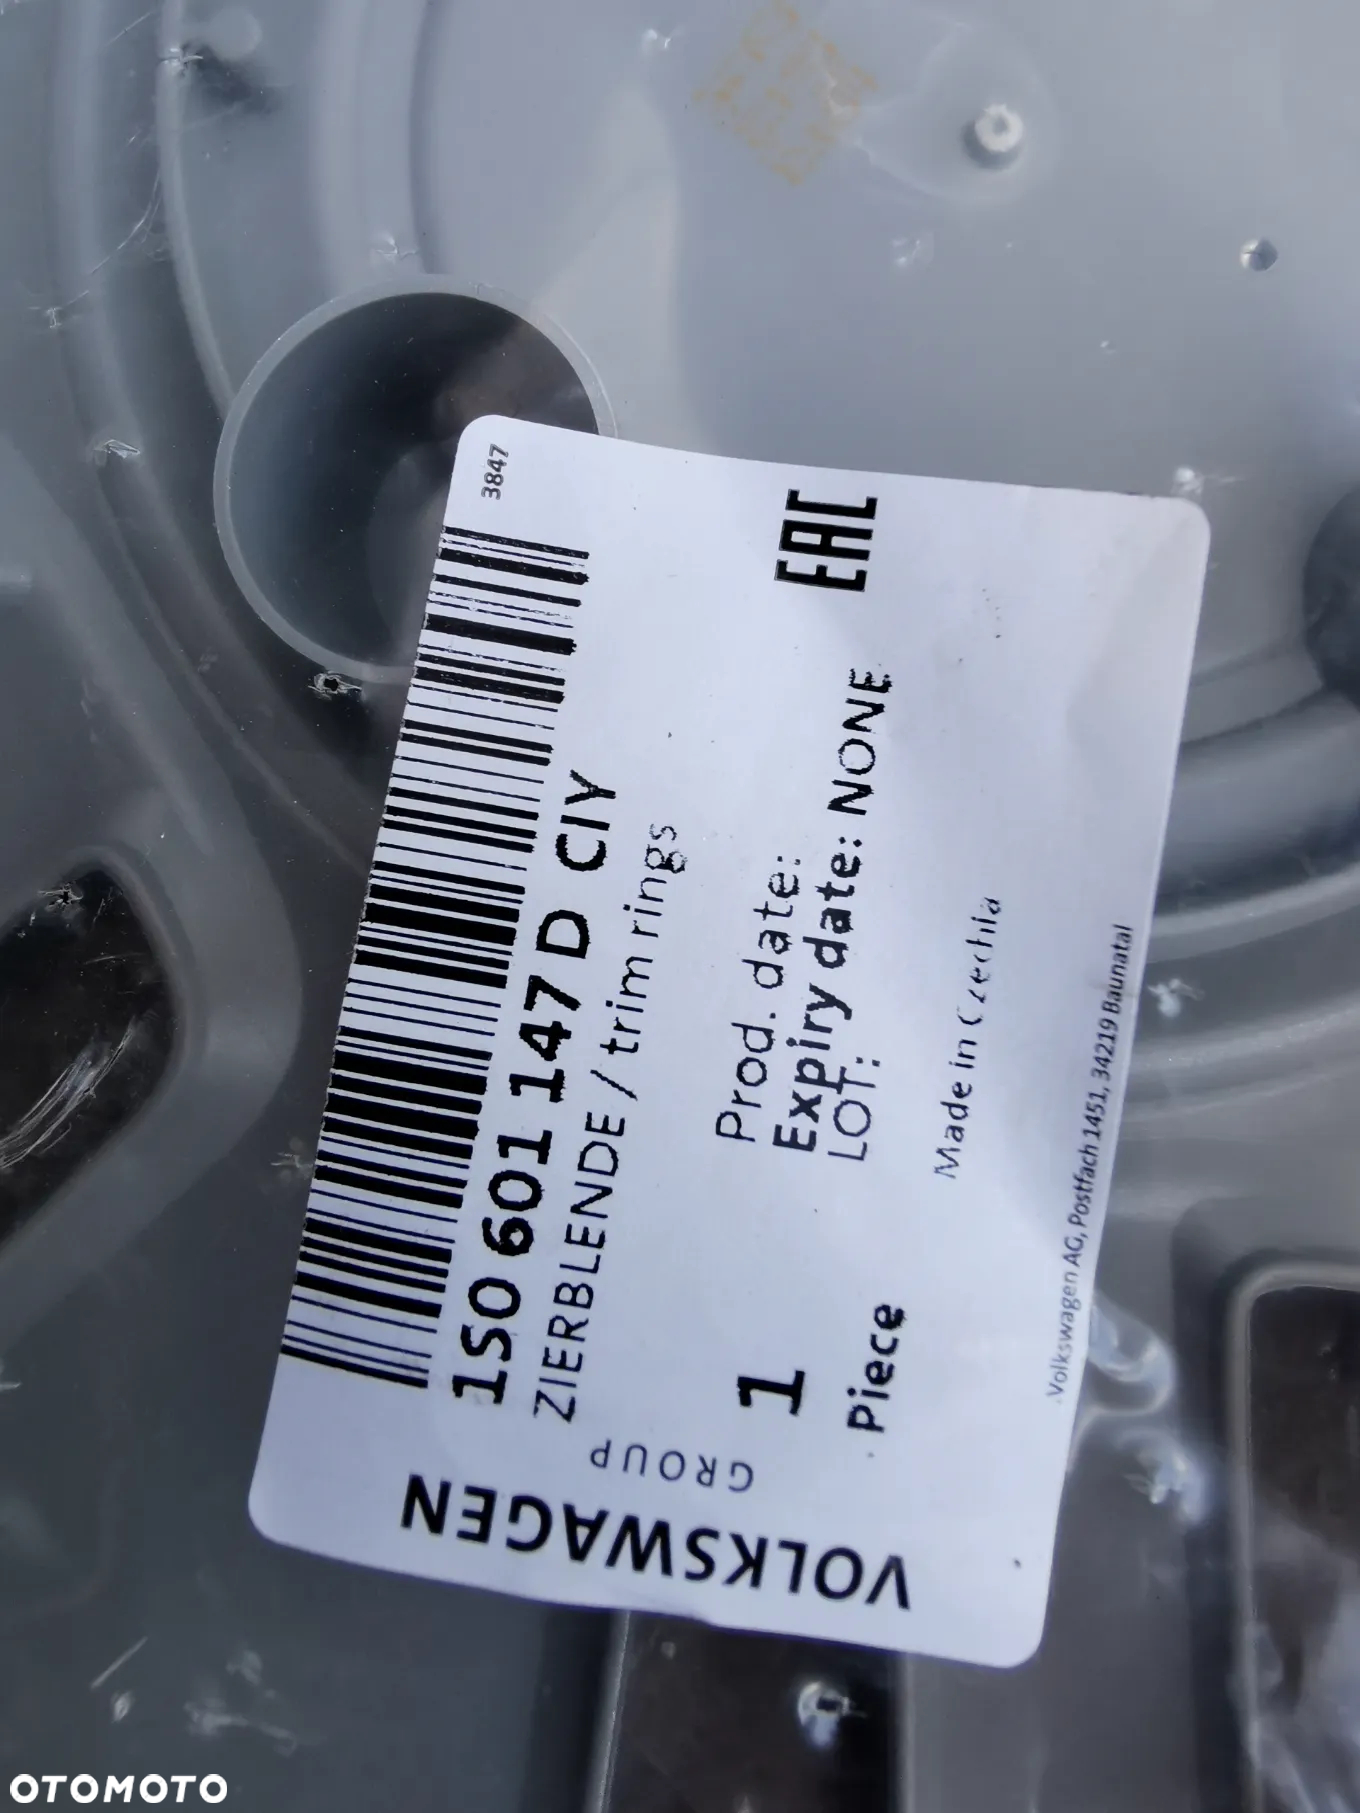 3847
EAC
1S0 601 147 D CIY
ZIERBLENDE / trim rings
Prod. date:
Expiry date: NONE
LOT:
1
Piece
Made in Czechia
Volkswagen AG, Postfach 1451, 34219 Baunatal
VOLKSWAGEN
GROUP
OTOMOTO